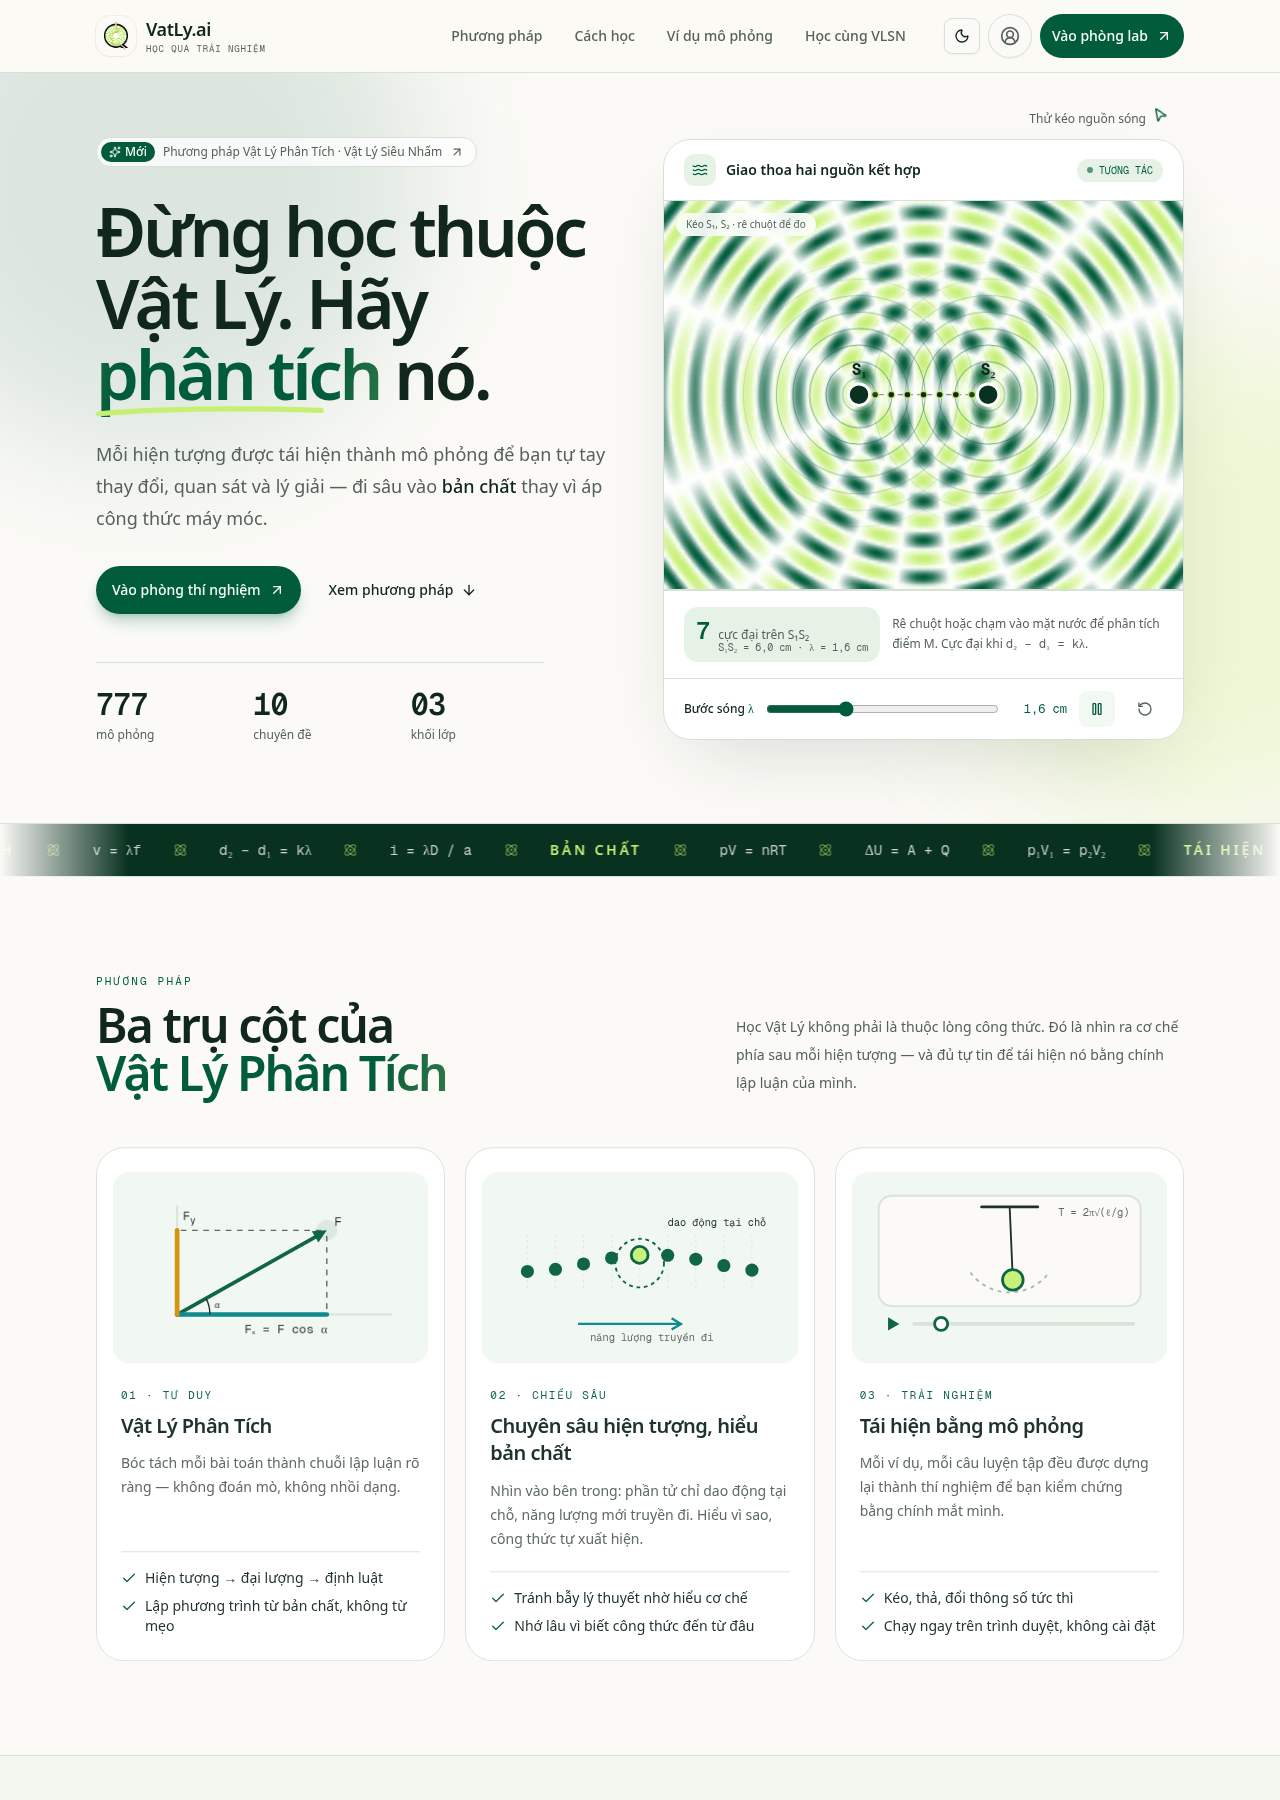 VatLy.ai
HỌC QUA TRẢI NGHIỆM
Phương pháp
Cách học
Ví dụ mô phỏng
Học cùng VLSN
Vào phòng lab
Mới
Phương pháp Vật Lý Phân Tích · Vật Lý Siêu Nhẩm
Đừng học thuộc
Vật Lý. Hãy
phân tích nó.
Mỗi hiện tượng được tái hiện thành mô phỏng để bạn tự tay
thay đổi, quan sát và lý giải — đi sâu vào bản chất thay vì áp
công thức máy móc.
Vào phòng thí nghiệm
Xem phương pháp
777
mô phỏng
10
chuyên đề
03
khối lớp
Thử kéo nguồn sóng
Giao thoa hai nguồn kết hợp
TƯƠNG TÁC
Kéo S₁, S₂ · rê chuột để đo
S₁
S₂
7
cực đại trên S₁S₂
S₁S₂ = 6,0 cm · λ = 1,6 cm
Rê chuột hoặc chạm vào mặt nước để phân tích
điểm M. Cực đại khi d₂ − d₁ = kλ.
Bước sóng λ
1,6 cm
H
v = λf
d₂ − d₁ = kλ
i = λD / a
BẢN CHẤT
pV = nRT
ΔU = A + Q
p₁V₁ = p₂V₂
TÁI HIỆN
PHƯƠNG PHÁP
Ba trụ cột của
Vật Lý Phân Tích
Học Vật Lý không phải là thuộc lòng công thức. Đó là nhìn ra cơ chế
phía sau mỗi hiện tượng — và đủ tự tin để tái hiện nó bằng chính
lập luận của mình.
Fy
F
α
Fₓ = F cos α
01 · TƯ DUY
Vật Lý Phân Tích
Bóc tách mỗi bài toán thành chuỗi lập luận rõ
ràng — không đoán mò, không nhồi dạng.
Hiện tượng → đại lượng → định luật
Lập phương trình từ bản chất, không từ
mẹo
dao động tại chỗ
năng lượng truyền đi
02 · CHIỀU SÂU
Chuyên sâu hiện tượng, hiểu
bản chất
Nhìn vào bên trong: phần tử chỉ dao động tại
chỗ, năng lượng mới truyền đi. Hiểu vì sao,
công thức tự xuất hiện.
Tránh bẫy lý thuyết nhờ hiểu cơ chế
Nhớ lâu vì biết công thức đến từ đâu
T = 2π√(ℓ/g)
03 · TRẢI NGHIỆM
Tái hiện bằng mô phỏng
Mỗi ví dụ, mỗi câu luyện tập đều được dựng
lại thành thí nghiệm để bạn kiểm chứng
bằng chính mắt mình.
Kéo, thả, đổi thông số tức thì
Chạy ngay trên trình duyệt, không cài đặt